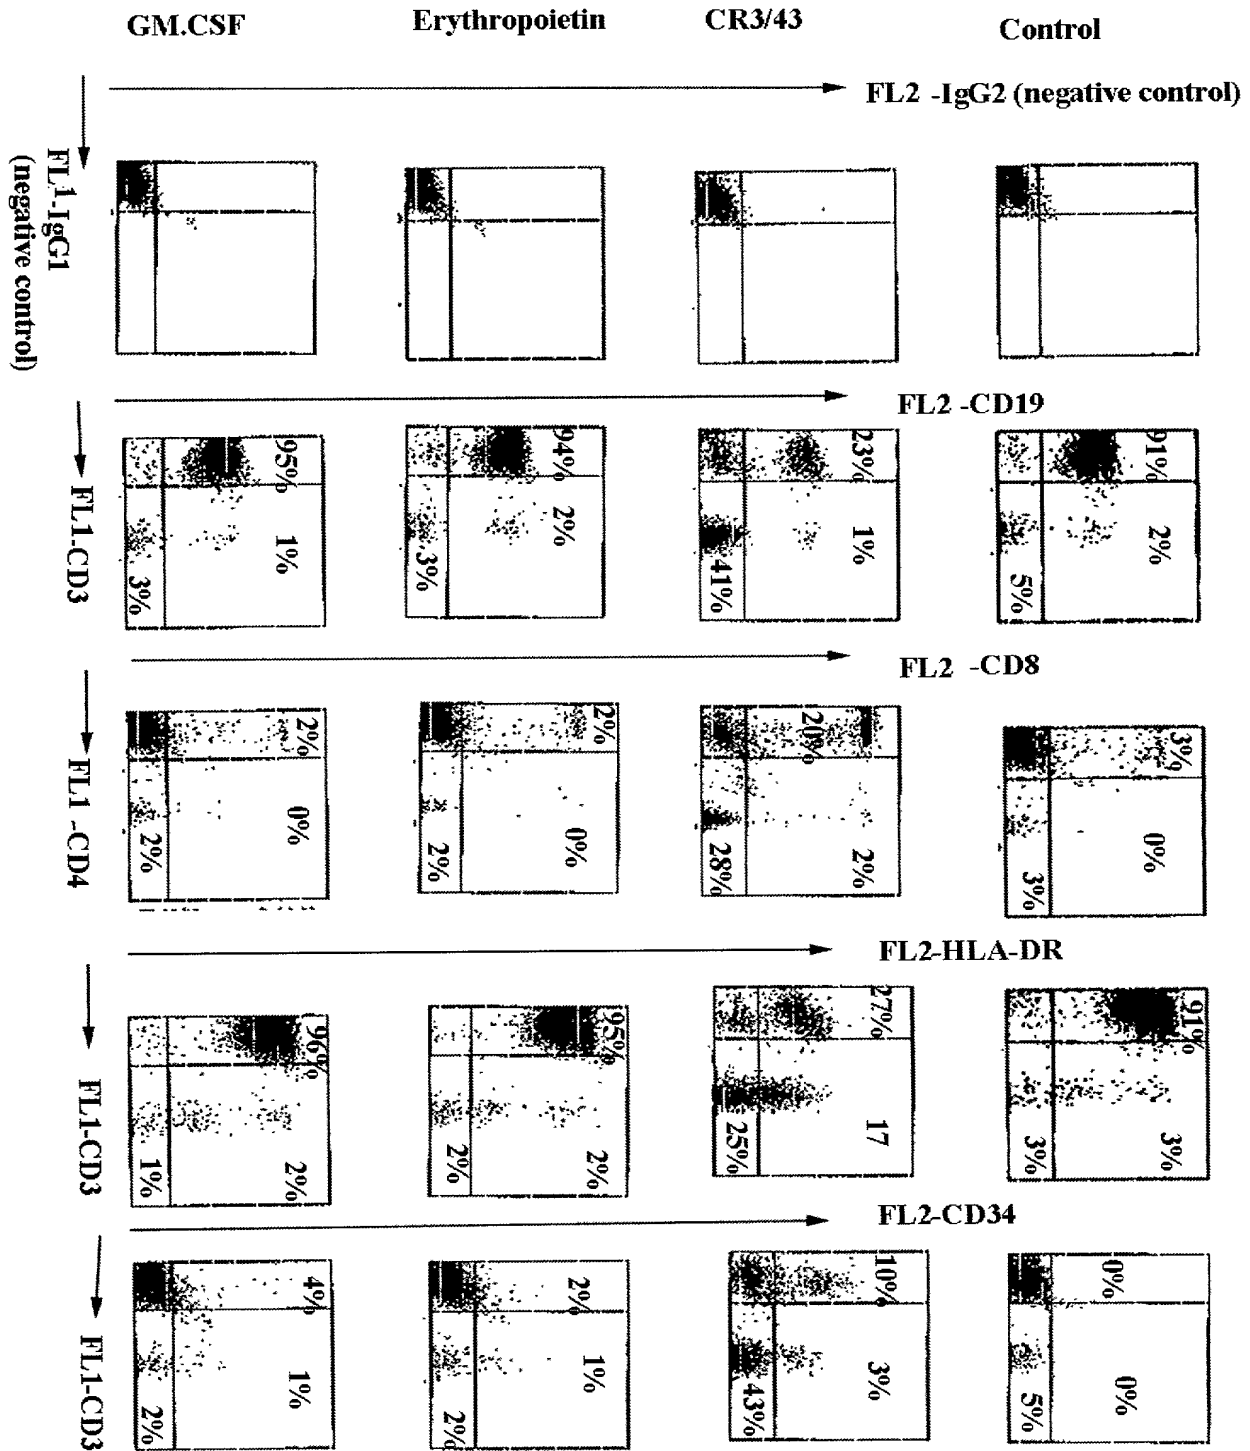 GM.CSF Erythropoietin CR3/43 Control
FL2 -IgG2 (negative control)
FL1-IgG1
(negative control)
FL2 -CD19
FL1-CD3
95% 94% 23% 91%
1% 2% 1% 2%
3% 3% 41% 5%
FL2 -CD8
FL1 -CD4
2% 2% 20% 3%
0% 0% 2% 0%
2% 2% 28% 3%
FL2-HLA-DR
FL1-CD3
96% 95% 27% 91%
2% 2% 17 3%
1% 2% 25% 3%
FL2-CD34
FL1-CD3
4% 2% 10% 0%
1% 1% 3% 0%
2% 2% 43% 5%